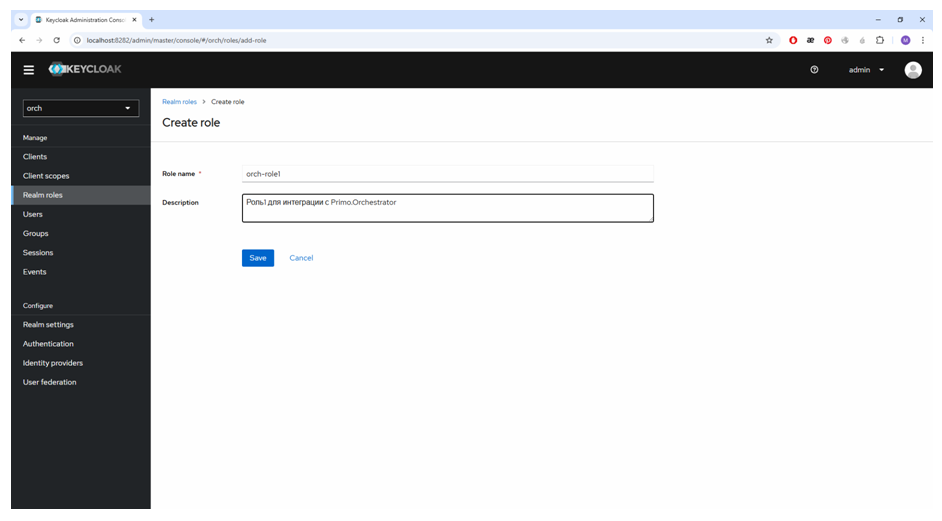 Keycloak Administration Conso
localhost:8282/admin/master/console/#/orch/roles/add-role
KEYCLOAK
admin
orch
Realm roles > Create role
Create role
Manage
Clients
Client scopes
Realm roles
Users
Groups
Sessions
Events
Role name *
orch-role1
Description
Роль1 для интеграции с Primo.Orchestrator
Save
Cancel
Configure
Realm settings
Authentication
Identity providers
User federation